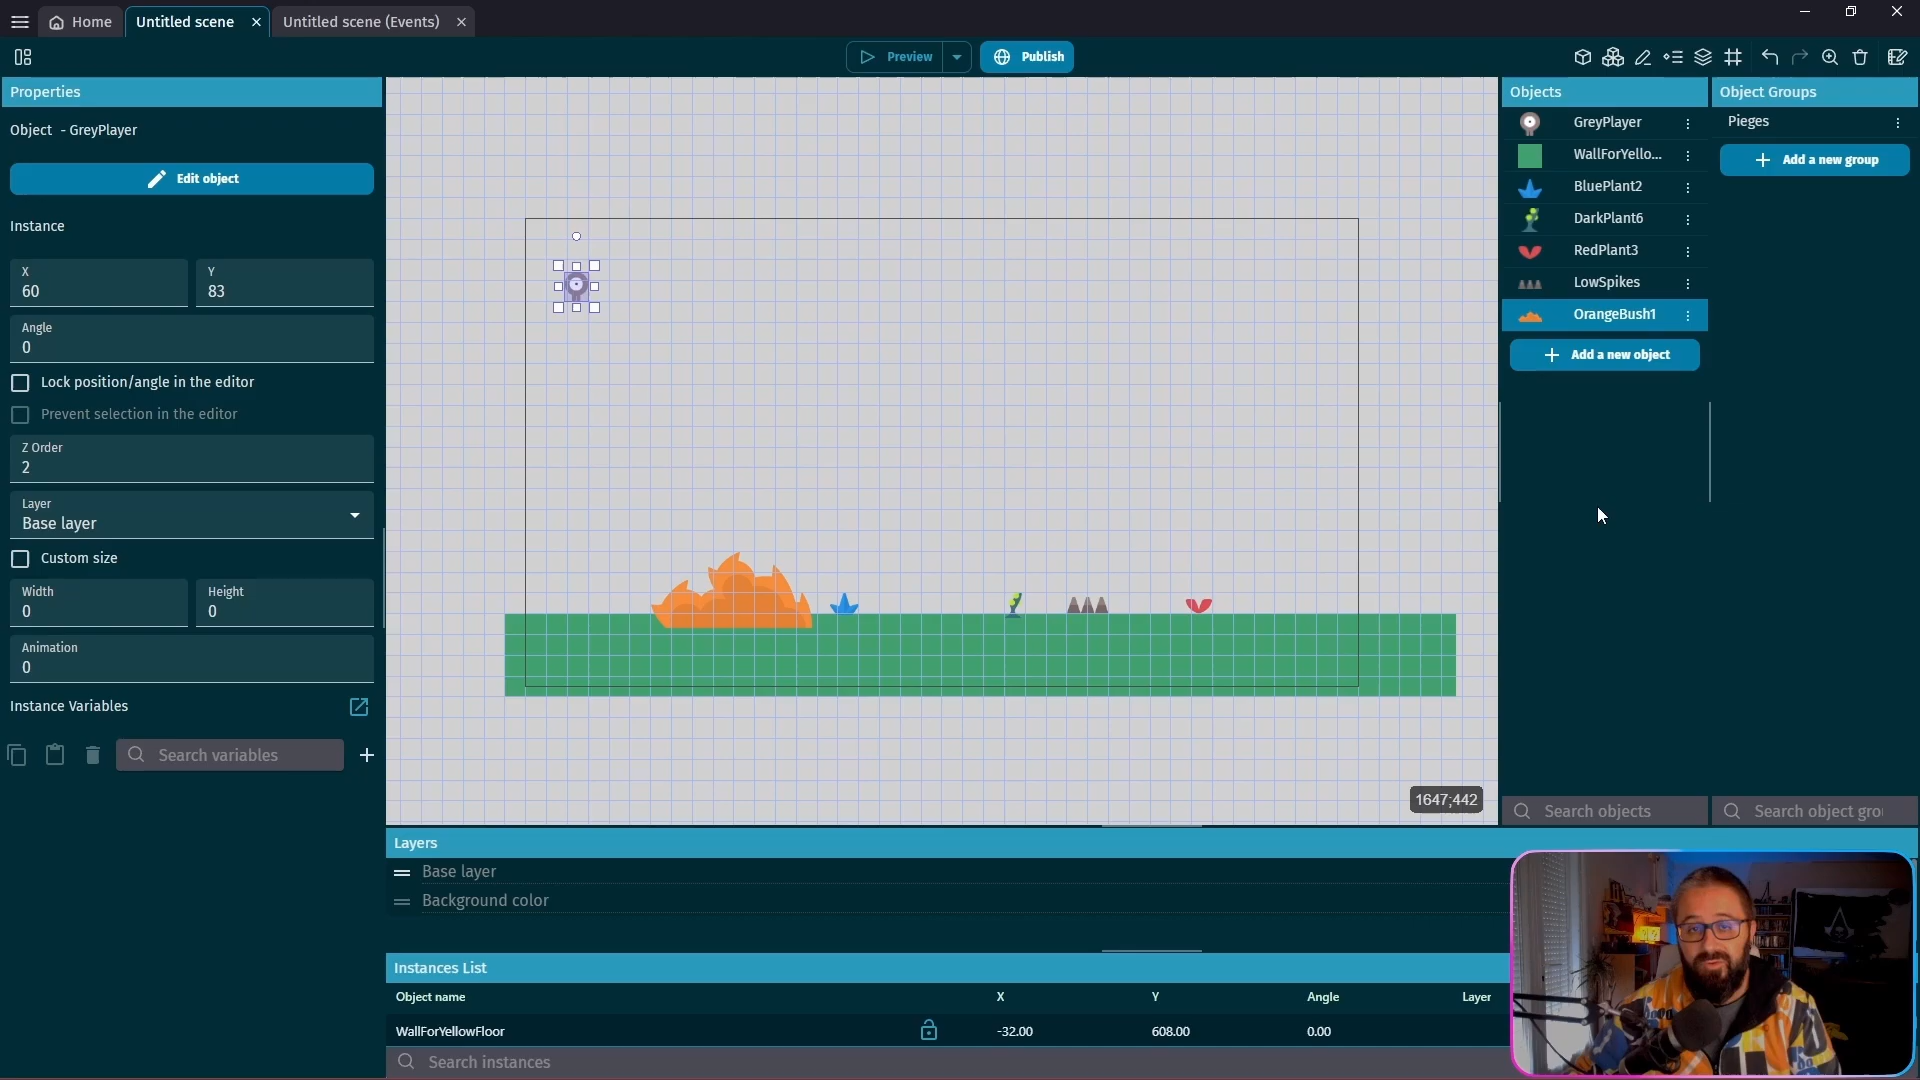 Home
Untitled scene
Untitled scene (Events)
Preview
Publish
Properties
Object - GreyPlayer
Edit object
Instance
X
60
Y
83
Angle
0
Lock position/angle in the editor
Prevent selection in the editor
Z Order
2
Layer
Base layer
Custom size
Width
0
Height
0
Animation
0
Instance Variables
Search variables
1647;442
Objects
GreyPlayer
WallForYello...
BluePlant2
DarkPlant6
RedPlant3
LowSpikes
OrangeBush1
Add a new object
Search objects
Object Groups
Pieges
Add a new group
Search object grou
Layers
Base layer
Background color
Instances List
Object name X Y Angle Layer
WallForYellowFloor -32.00 608.00 0.00
Search instances